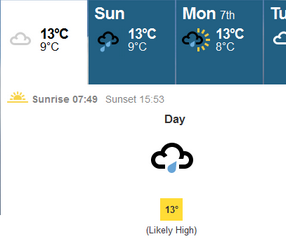 Sun
Mon 7th
Tu
13°C
9°C
13°C
9°C
13°C
8°C
Sunrise 07:49 Sunset 15:53
Day
13°
(Likely High)